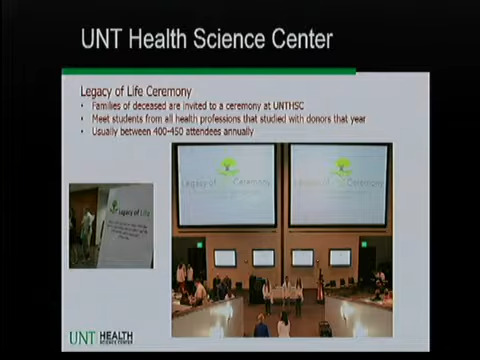 UNT Health Science Center
Legacy of Life Ceremony
• Families of deceased are invited to a ceremony at UNTHSC
• Meet students from all health professions that studied with donors that year
• Usually between 400-450 attendees annually
Legacy of Life Ceremony
Legacy of Life Ceremony
Legacy of Life
UNT HEALTH
SCIENCE CENTER